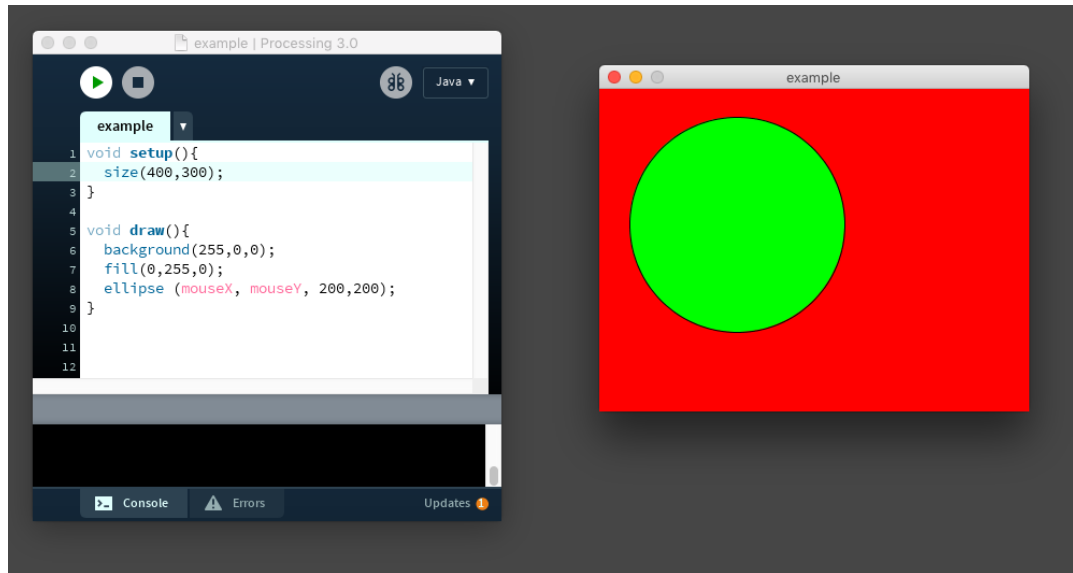 example | Processing 3.0
Java ▾
example ▾
1 void setup(){
2   size(400,300);
3 }
4
5 void draw(){
6   background(255,0,0);
7   fill(0,255,0);
8   ellipse (mouseX, mouseY, 200,200);
9 }
10
11
12
Console
Errors
Updates 1
example